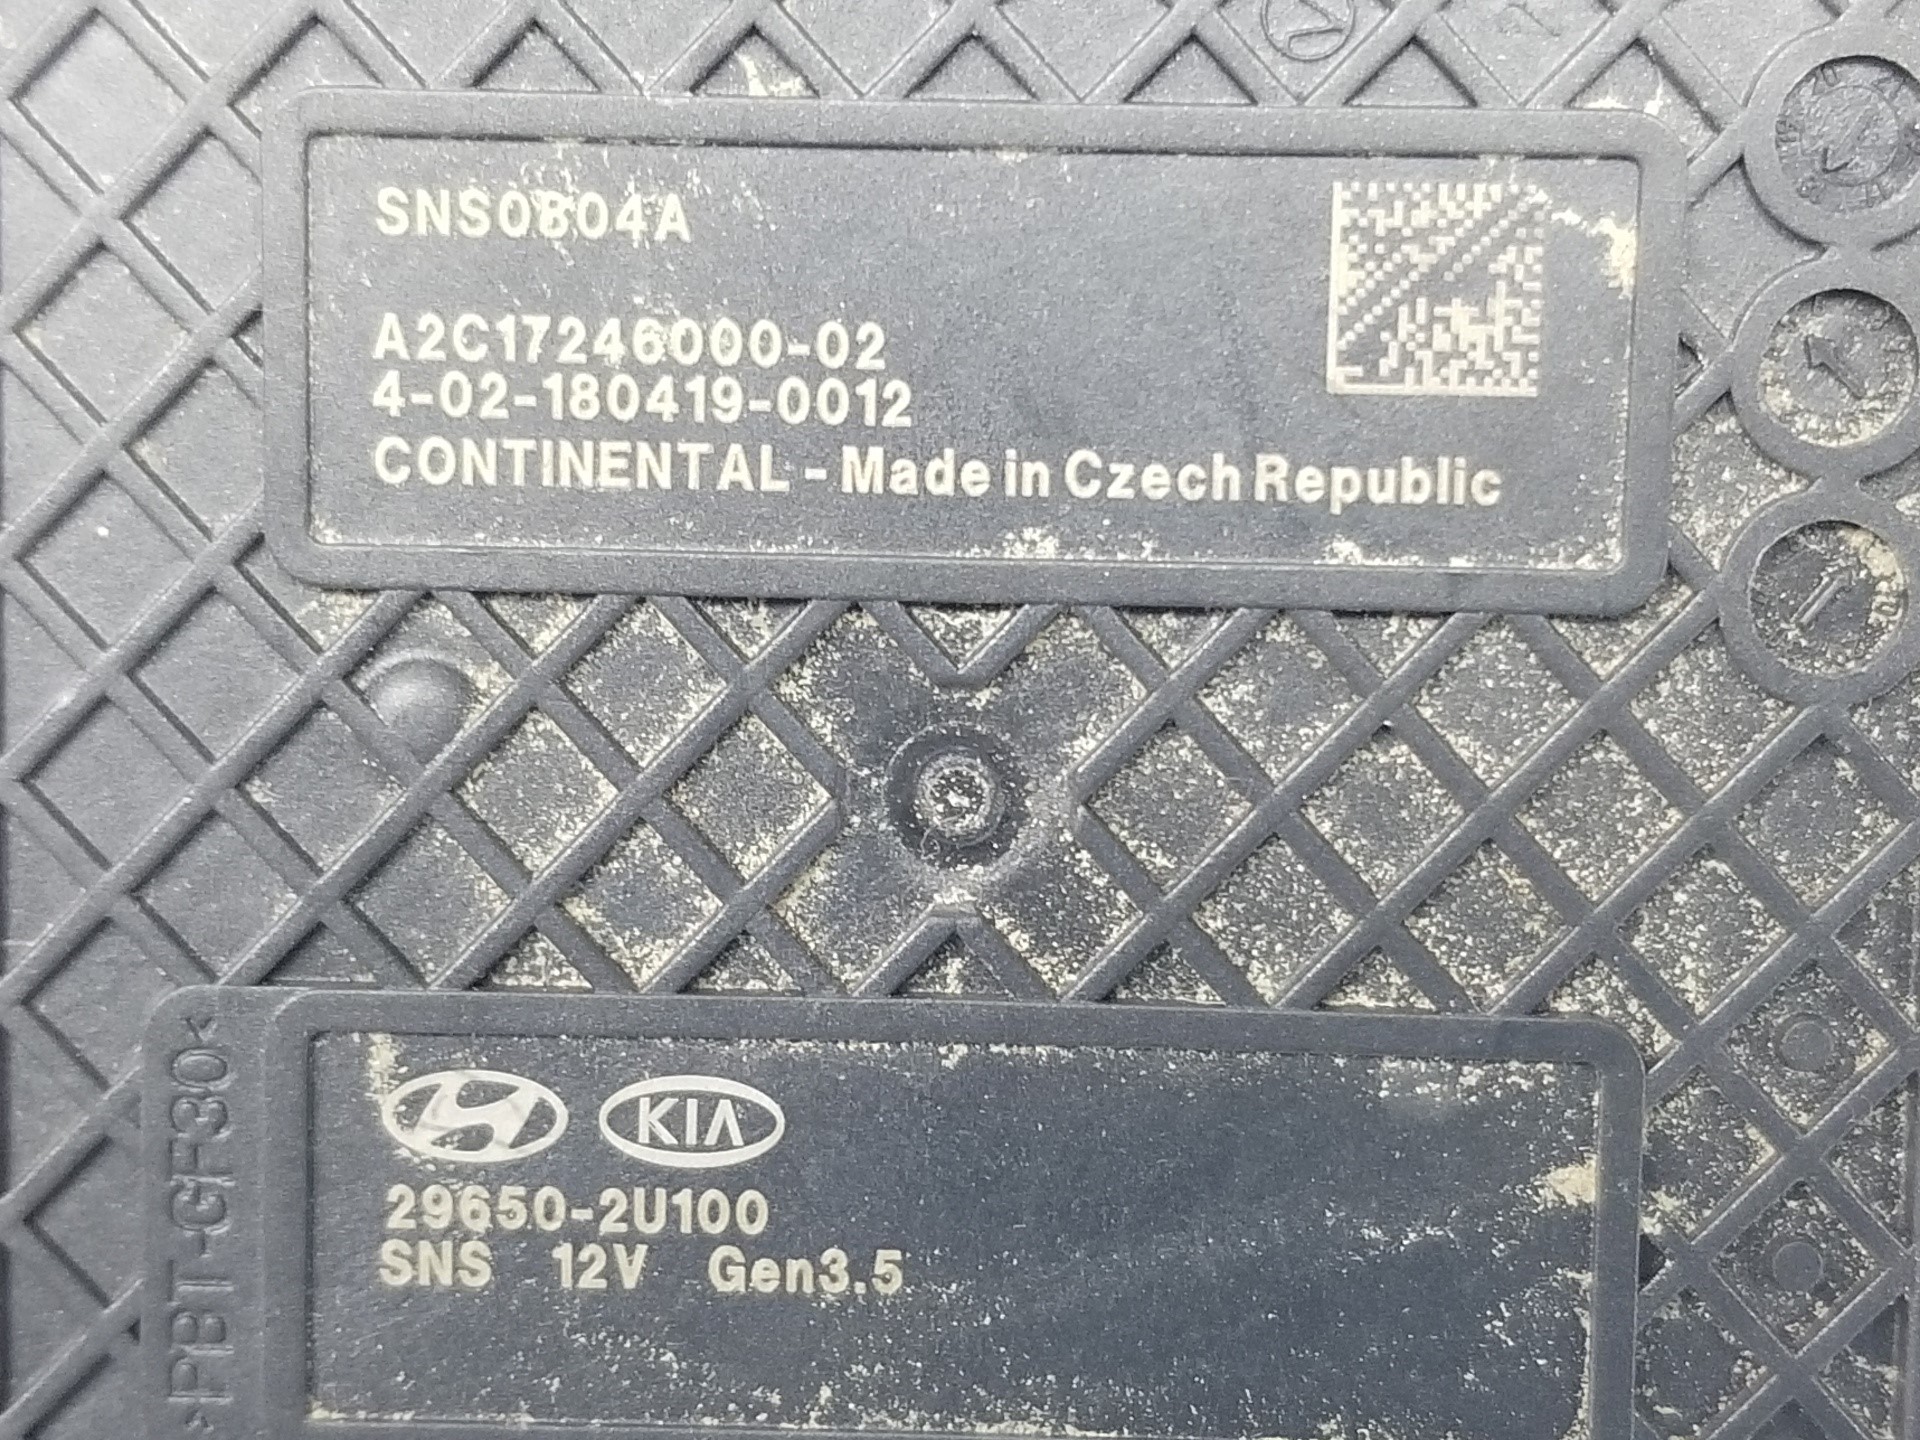 SNS0804A
A2C17246000-02
4-02-180419-0012
CONTINENTAL - Made in Czech Republic
KIA
29650-2U100
SNS 12V Gen3.5
>PBT-GF30<